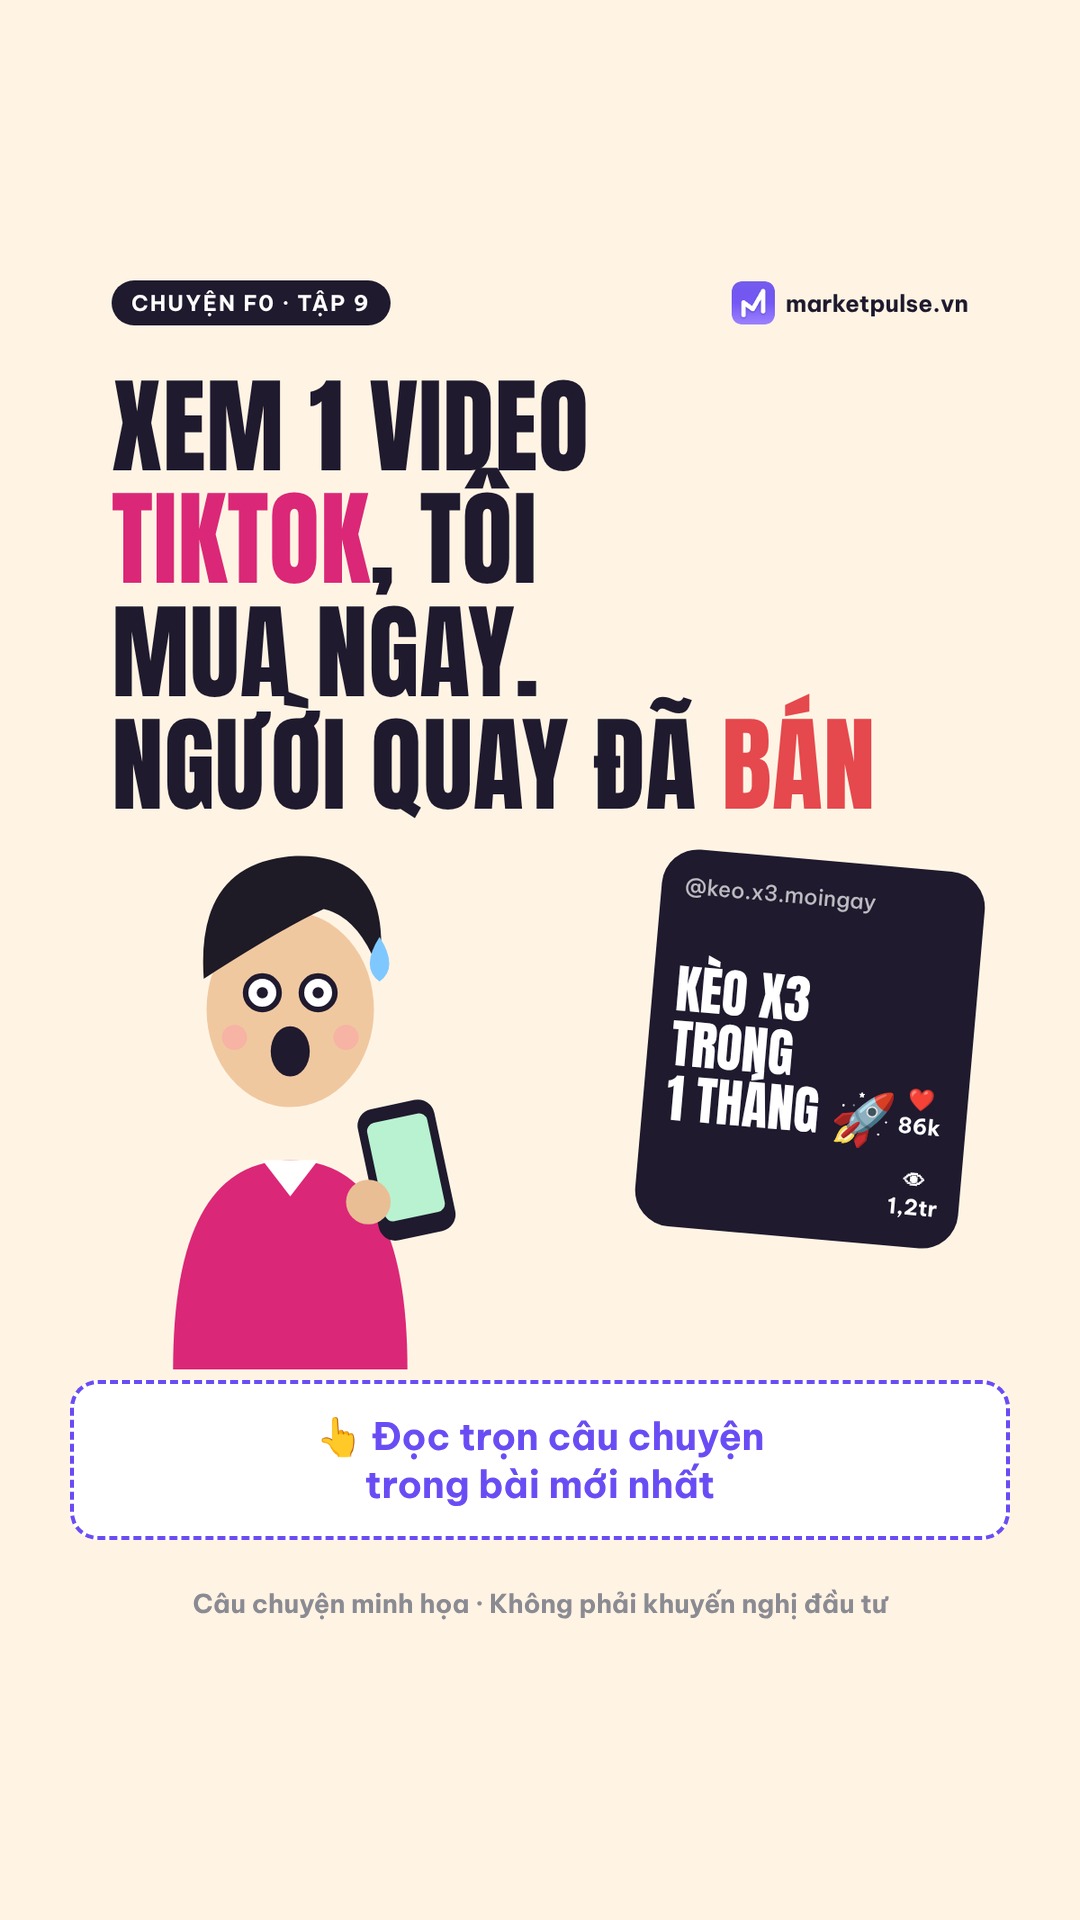 CHUYỆN F0 · TẬP 9
marketpulse.vn
XEM 1 VIDEO
TIKTOK, TÔI
MUA NGAY.
NGƯỜI QUAY ĐÃ BÁN
@keo.x3.moingay
KÈO X3
TRONG
1 THÁNG 🚀
❤️
86k
👁
1,2tr
👆 Đọc trọn câu chuyện
trong bài mới nhất
Câu chuyện minh họa · Không phải khuyến nghị đầu tư